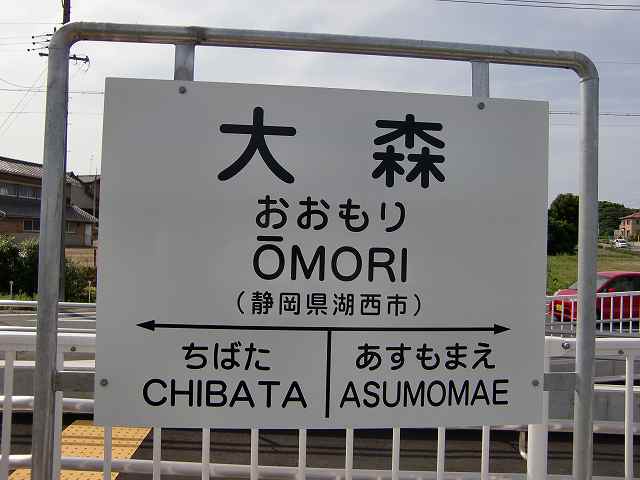 大森
おおもり
ŌMORI
(静岡県湖西市)
ちばた あすもまえ
CHIBATA ASUMOMAE